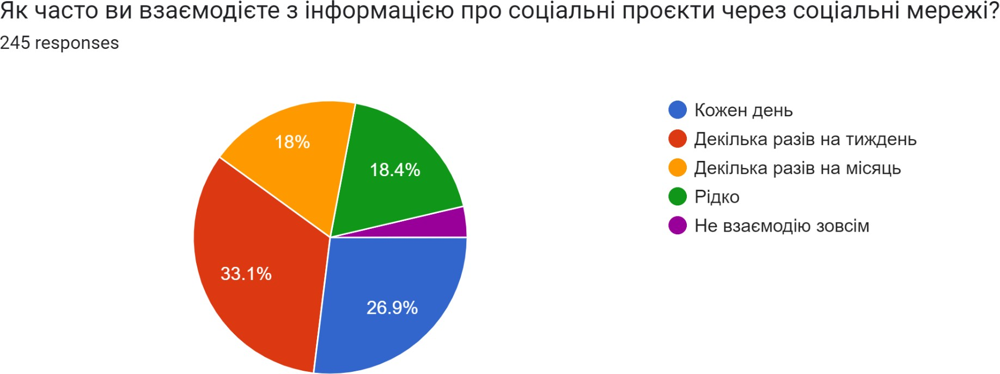 Як часто ви взаємодієте з інформацією про соціальні проєкти через соціальні мережі?
245 responses
18%
18.4%
33.1%
26.9%
Кожен день
Декілька разів на тиждень
Декілька разів на місяць
Рідко
Не взаємодію зовсім